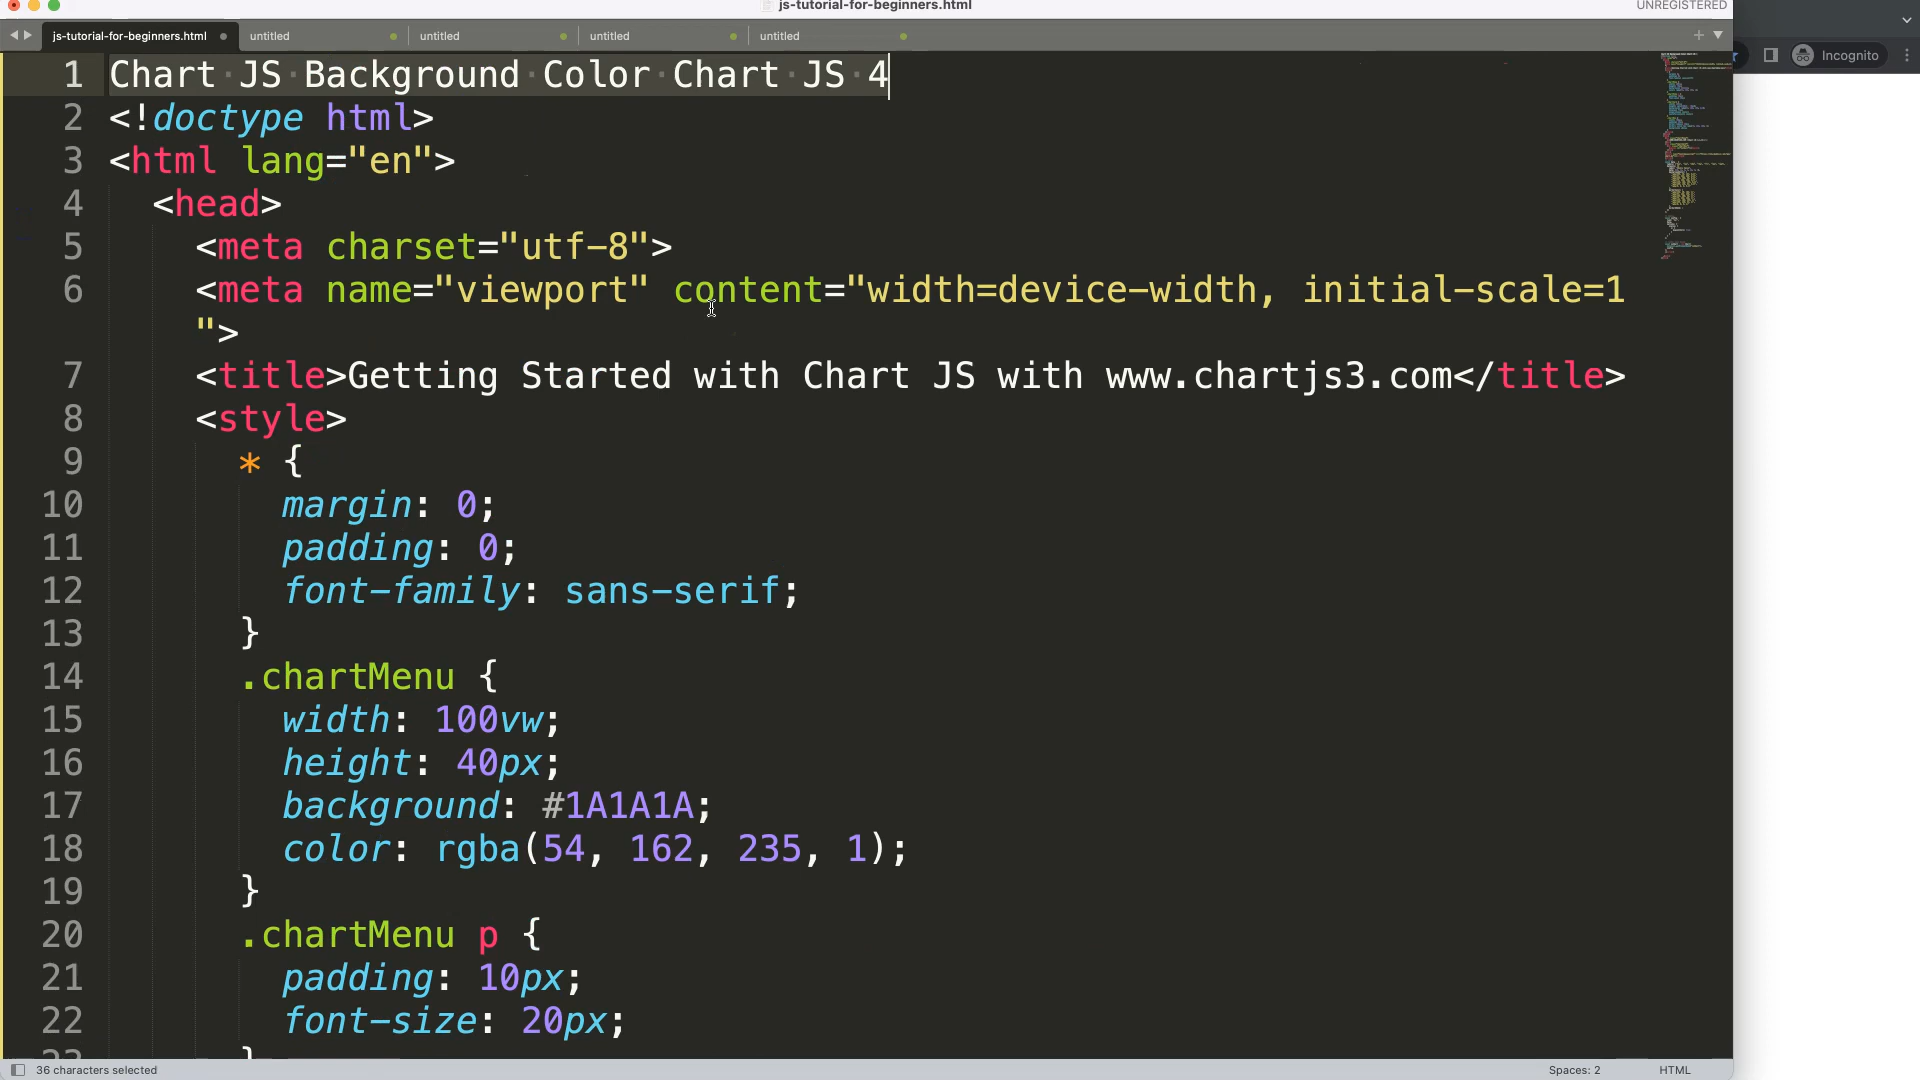 js-tutorial-for-beginners.html
UNREGISTERED
js-tutorial-for-beginners.html untitled untitled untitled untitled
Incognito
1 Chart JS Background Color Chart JS 4
2 <!doctype html>
3 <html lang="en">
4 <head>
5 <meta charset="utf-8">
6 <meta name="viewport" content="width=device-width, initial-scale=1
">
7 <title>Getting Started with Chart JS with www.chartjs3.com</title>
8 <style>
9 * {
10 margin: 0;
11 padding: 0;
12 font-family: sans-serif;
13 }
14 .chartMenu {
15 width: 100vw;
16 height: 40px;
17 background: #1A1A1A;
18 color: rgba(54, 162, 235, 1);
19 }
20 .chartMenu p {
21 padding: 10px;
22 font-size: 20px;
23 }
36 characters selected
Spaces: 2 HTML